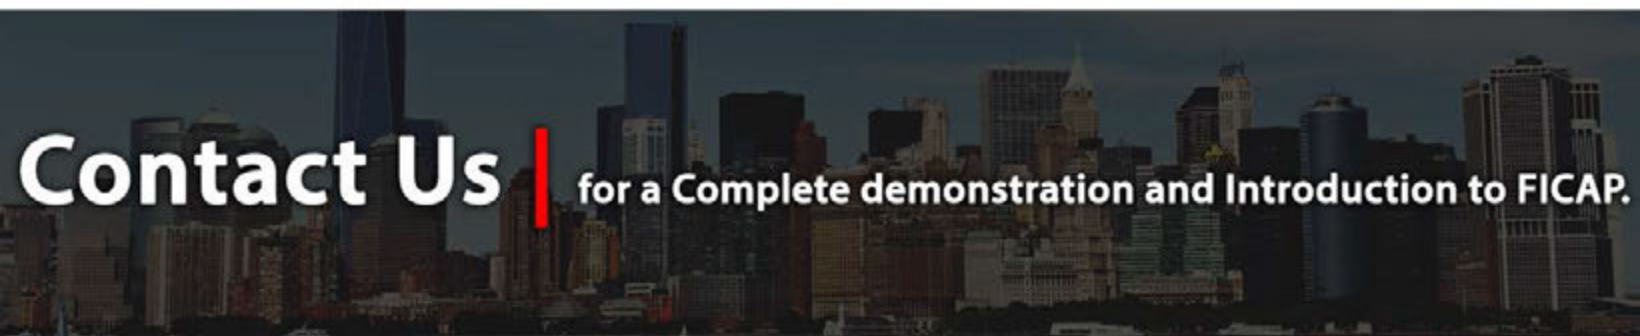 Contact Us | for a Complete demonstration and Introduction to FICAP.